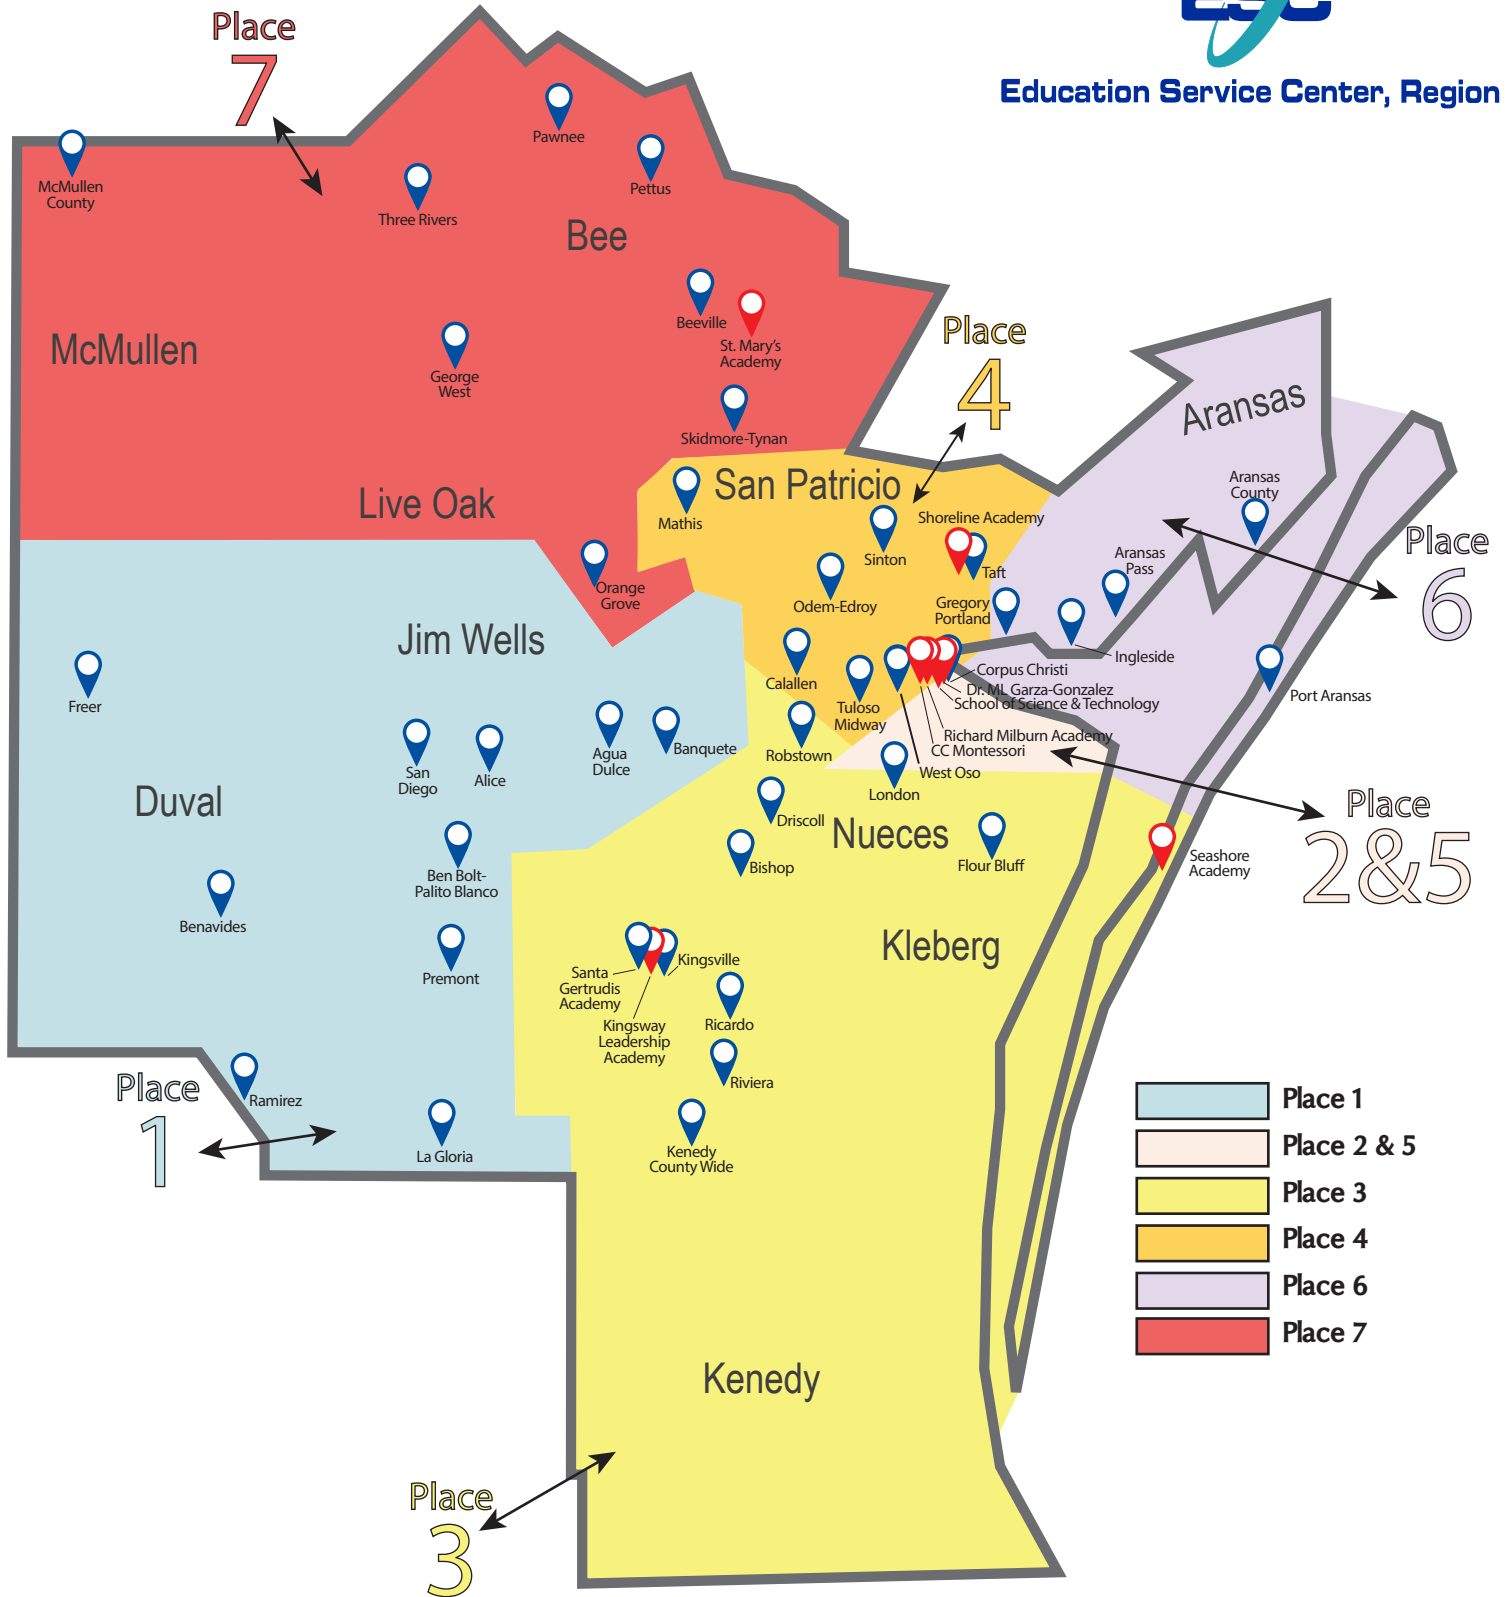 Place
7
ESC
Education Service Center, Region
Pawnee
McMullen
County
Pettus
Three Rivers
Bee
Beeville
St. Mary's
Academy
McMullen
George
West
Place
4
Skidmore-Tynan
Aransas
Live Oak
San Patricio
Mathis
Aransas
County
Shoreline Academy
Sinton
Taft
Aransas
Pass
Place
6
Orange
Grove
Odem-Edroy
Gregory
Portland
Jim Wells
Ingleside
Calallen
Corpus Christi
Dr. ML Garza-Gonzalez
School of Science & Technology
Port Aransas
Freer
Tuloso
Midway
Richard Milburn Academy
CC Montessori
West Oso
Agua
Dulce
Banquete
Robstown
San
Diego
Alice
London
Duval
Driscoll
Nueces
Place
2&5
Ben Bolt-
Palito Blanco
Bishop
Flour Bluff
Seashore
Academy
Benavides
Kleberg
Premont
Santa
Gertrudis
Academy
Kingsville
Kingsway
Leadership
Academy
Ricardo
Riviera
Place
1
Ramirez
La Gloria
Kenedy
County Wide
Place 1
Place 2 & 5
Place 3
Place 4
Place 6
Place 7
Kenedy
Place
3